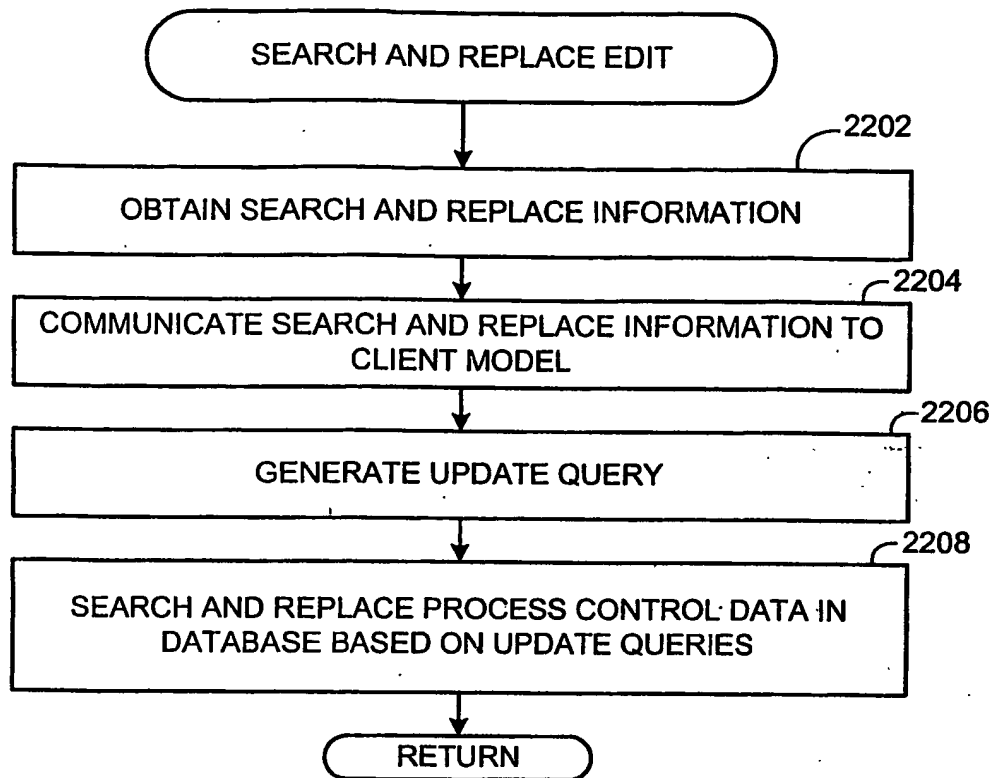 SEARCH AND REPLACE EDIT
2202
OBTAIN SEARCH AND REPLACE INFORMATION
2204
COMMUNICATE SEARCH AND REPLACE INFORMATION TO
CLIENT MODEL
2206
GENERATE UPDATE QUERY
2208
SEARCH AND REPLACE PROCESS CONTROL DATA IN
DATABASE BASED ON UPDATE QUERIES
RETURN